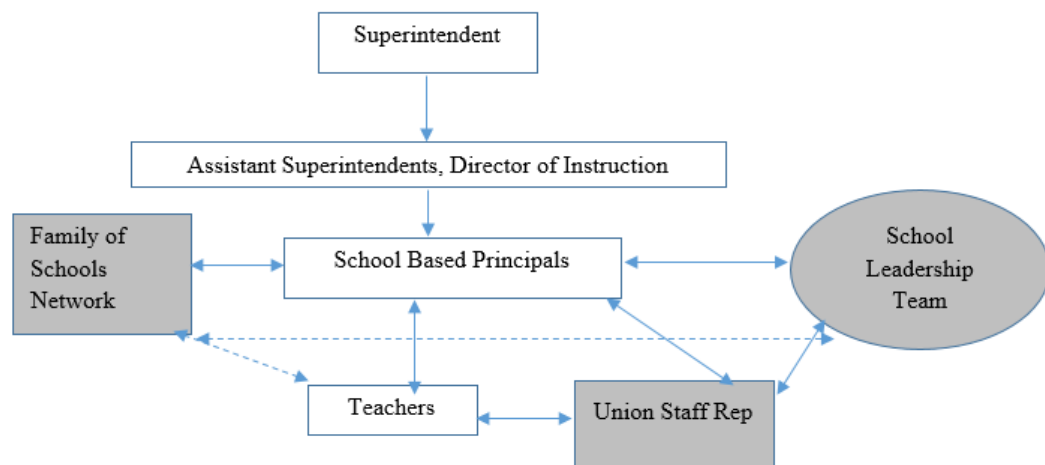 Superintendent
Assistant Superintendents, Director of Instruction
Family of
Schools
Network
School Based Principals
School
Leadership
Team
Teachers
Union Staff Rep